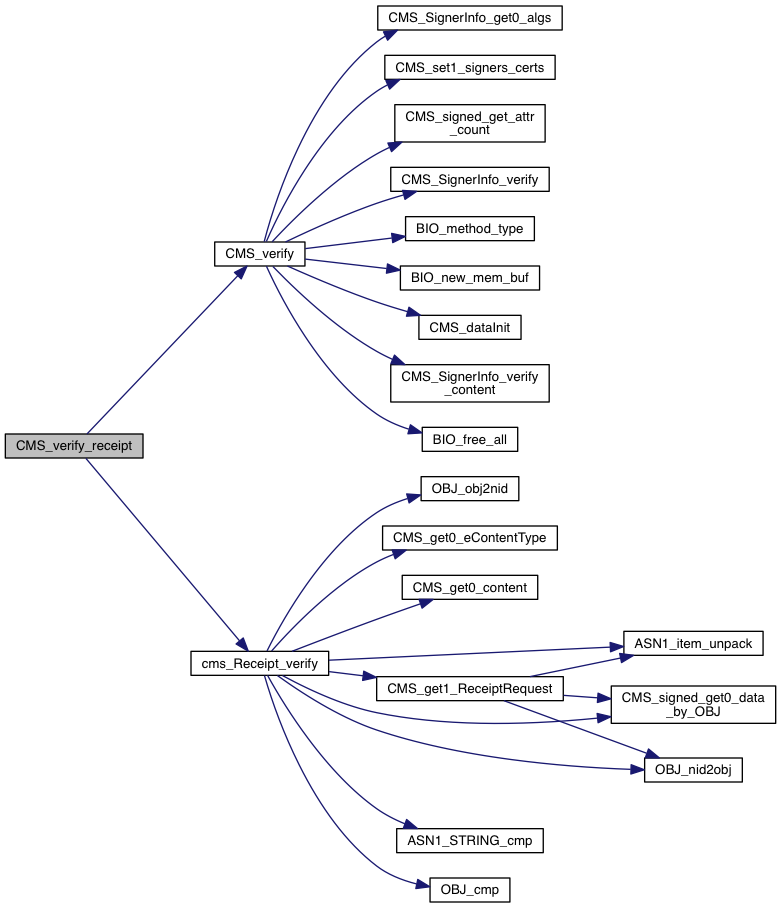 CMS_SignerInfo_get0_algs
CMS_set1_signers_certs
CMS_signed_get_attr
_count
CMS_SignerInfo_verify
BIO_method_type
CMS_verify
BIO_new_mem_buf
CMS_dataInit
CMS_SignerInfo_verify
_content
BIO_free_all
CMS_verify_receipt
OBJ_obj2nid
CMS_get0_eContentType
CMS_get0_content
ASN1_item_unpack
cms_Receipt_verify
CMS_get1_ReceiptRequest
CMS_signed_get0_data
_by_OBJ
OBJ_nid2obj
ASN1_STRING_cmp
OBJ_cmp